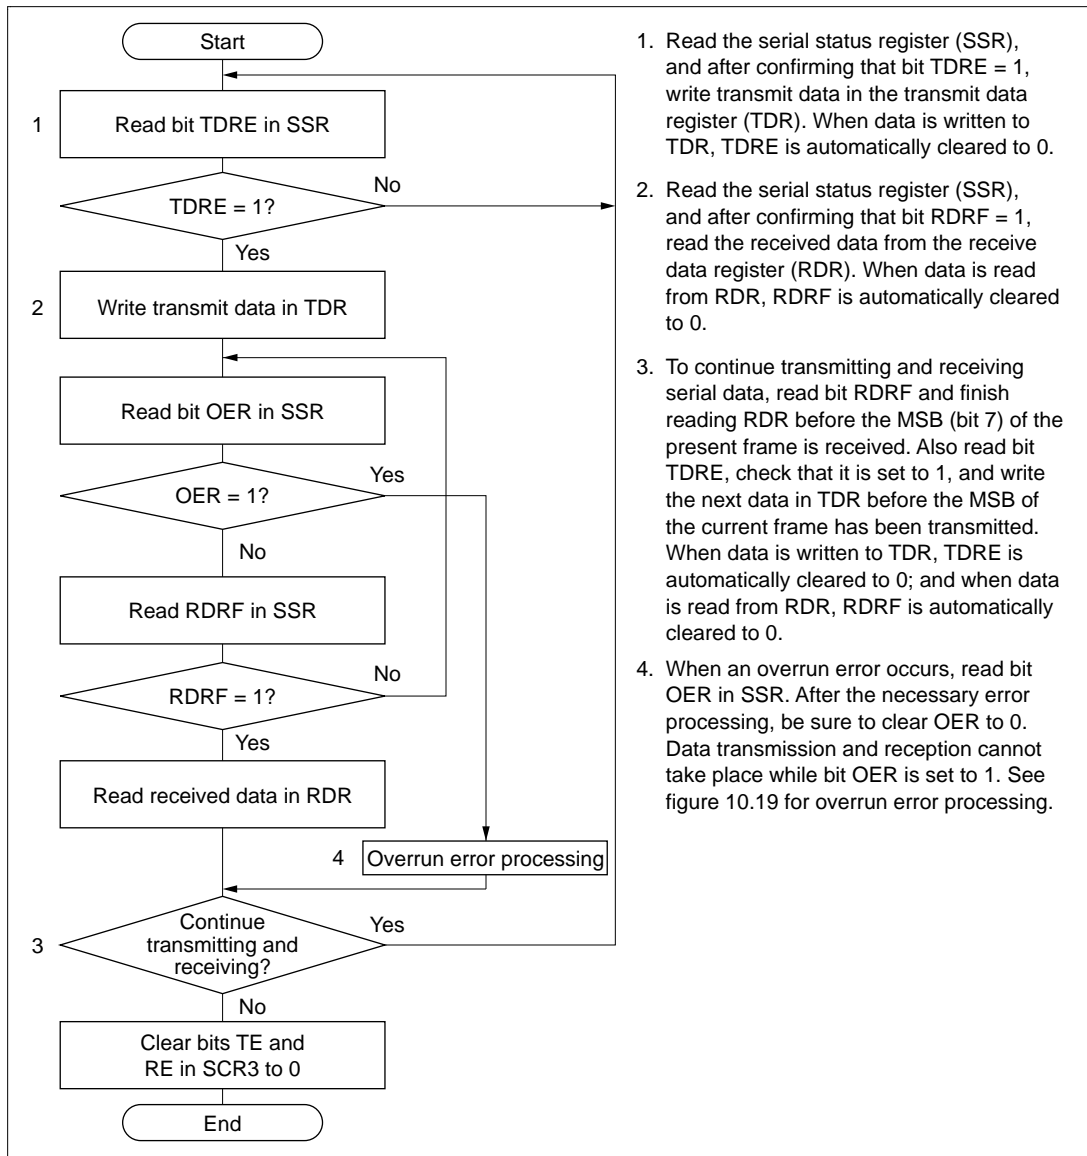 Start
1
Read bit TDRE in SSR
No
TDRE = 1?
Yes
2
Write transmit data in TDR
Read bit OER in SSR
Yes
OER = 1?
No
Read RDRF in SSR
No
RDRF = 1?
Yes
Read received data in RDR
4
Overrun error processing
3
Continue
transmitting and
receiving?
Yes
No
Clear bits TE and
RE in SCR3 to 0
End
1. Read the serial status register (SSR),
and after confirming that bit TDRE = 1,
write transmit data in the transmit data
register (TDR). When data is written to
TDR, TDRE is automatically cleared to 0.
2. Read the serial status register (SSR),
and after confirming that bit RDRF = 1,
read the received data from the receive
data register (RDR). When data is read
from RDR, RDRF is automatically cleared
to 0.
3. To continue transmitting and receiving
serial data, read bit RDRF and finish
reading RDR before the MSB (bit 7) of the
present frame is received. Also read bit
TDRE, check that it is set to 1, and write
the next data in TDR before the MSB of
the current frame has been transmitted.
When data is written to TDR, TDRE is
automatically cleared to 0; and when data
is read from RDR, RDRF is automatically
cleared to 0.
4. When an overrun error occurs, read bit
OER in SSR. After the necessary error
processing, be sure to clear OER to 0.
Data transmission and reception cannot
take place while bit OER is set to 1. See
figure 10.19 for overrun error processing.